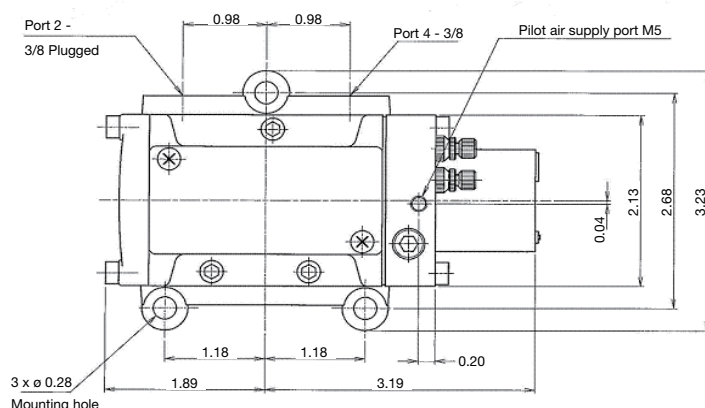 0.98
0.98
Port 2 -
3/8 Plugged
Port 4 - 3/8
Pilot air supply port M5
0.04
2.13
2.68
3.23
1.18
1.18
0.20
3 x ø 0.28
Mounting hole
1.89
3.19